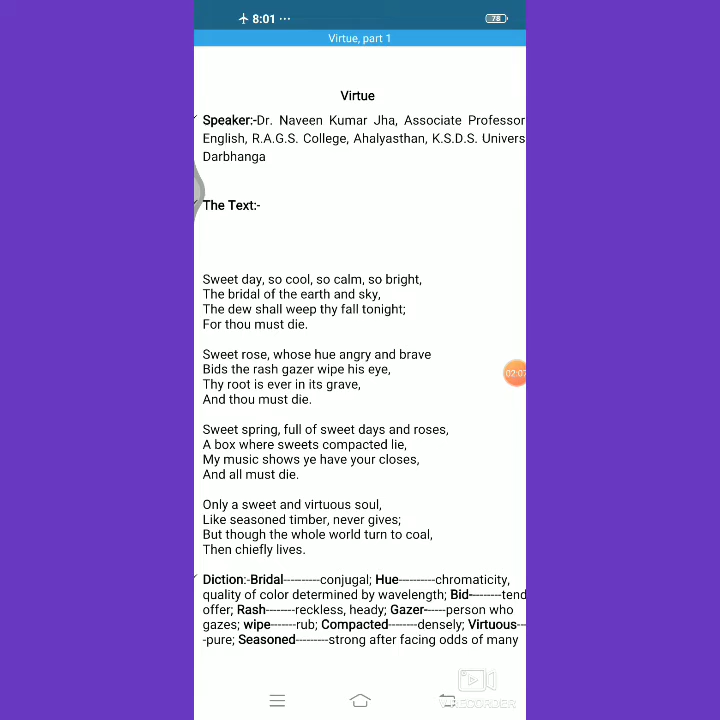 8:01 ···
78
Virtue, part 1
Virtue
Speaker:-Dr. Naveen Kumar Jha, Associate Professor
English, R.A.G.S. College, Ahalyasthan, K.S.D.S. Univers
Darbhanga
The Text:-
Sweet day, so cool, so calm, so bright,
The bridal of the earth and sky,
The dew shall weep thy fall tonight;
For thou must die.
Sweet rose, whose hue angry and brave
Bids the rash gazer wipe his eye,
Thy root is ever in its grave,
And thou must die.
02:07
Sweet spring, full of sweet days and roses,
A box where sweets compacted lie,
My music shows ye have your closes,
And all must die.
Only a sweet and virtuous soul,
Like seasoned timber, never gives;
But though the whole world turn to coal,
Then chiefly lives.
Diction:-Bridal----------conjugal; Hue----------chromaticity,
quality of color determined by wavelength; Bid--------tend
offer; Rash--------reckless, heady; Gazer------person who
gazes; wipe-------rub; Compacted--------densely; Virtuous---
-pure; Seasoned---------strong after facing odds of many
V RECORDER